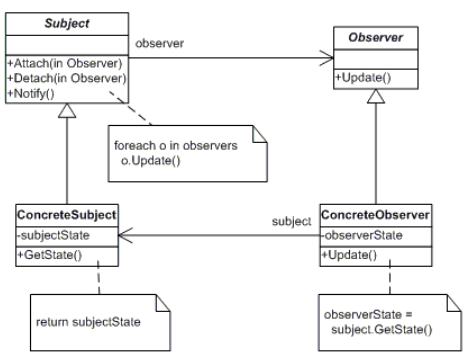 Subject
observer
Observer
+Attach(in Observer)
+Detach(in Observer)
+Notify()
+Update()
foreach o in observers
o.Update()
ConcreteSubject
-subjectState
+GetState()
subject
ConcreteObserver
-observerState
+Update()
return subjectState
observerState =
subject.GetState()